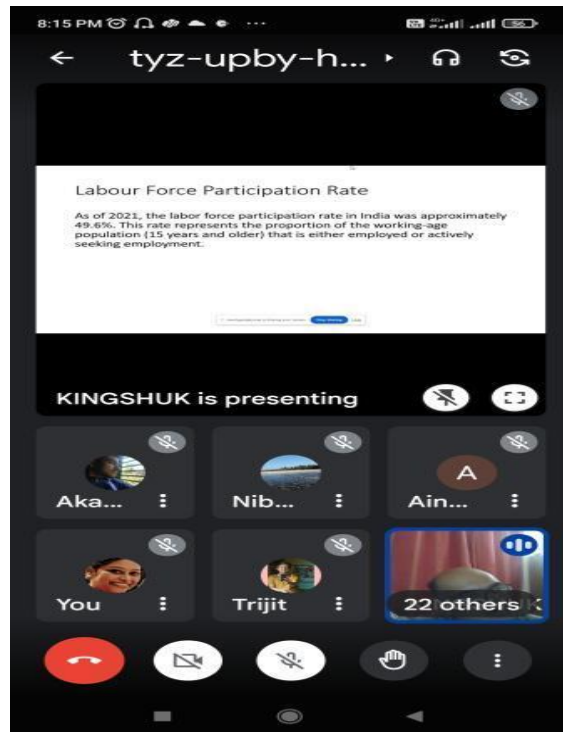 8:15 PM
56
tyz-upby-h...
Labour Force Participation Rate
As of 2021, the labor force participation rate in India was approximately
49.6%. This rate represents the proportion of the working-age
population (15 years and older) that is either employed or actively
seeking employment.
KINGSHUK is presenting
A
Aka...
Nib...
Ain...
You
Trijit
22 others